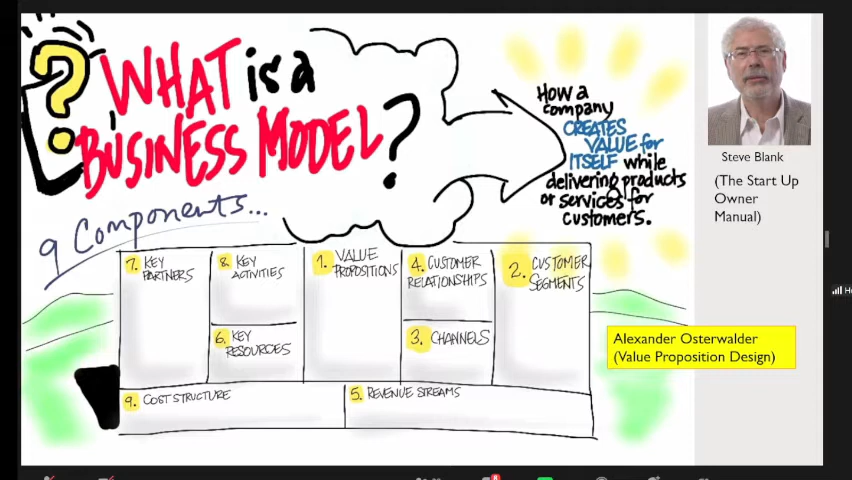 ?
WHAT is a
BUSINESS MODEL?
9 Components...
How a
company
CREATES
VALUE for
ITSELF while
delivering products
or services for
customers.
7. KEY
PARTNERS
8. KEY
ACTIVITIES
6. KEY
RESOURCES
1. VALUE
PROPOSITIONS
4. CUSTOMER
RELATIONSHIPS
3. CHANNELS
2. CUSTOMER
SEGMENTS
9. COST STRUCTURE
5. REVENUE STREAMS
Steve Blank
(The Start Up
Owner
Manual)
Alexander Osterwalder
(Value Proposition Design)